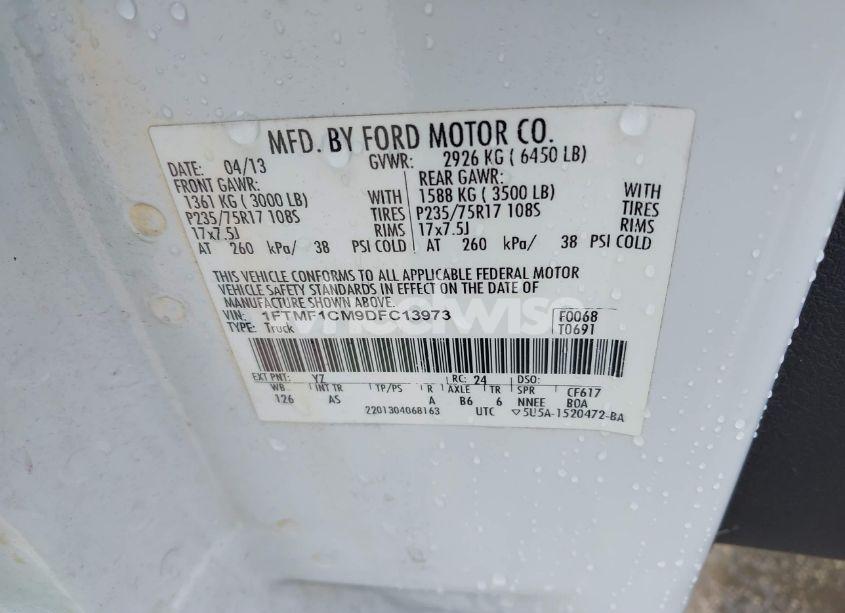 MFD. BY FORD MOTOR CO.
DATE: 04/13 GVWR: 2926 KG ( 6450 LB)
FRONT GAWR: REAR GAWR:
1361 KG ( 3000 LB) WITH 1588 KG ( 3500 LB) WITH
P235/75R17 108S TIRES P235/75R17 108S TIRES
17x7.5J RIMS 17x7.5J RIMS
AT 260 kPa/ 38 PSI COLD AT 260 kPa/ 38 PSI COLD
THIS VEHICLE CONFORMS TO ALL APPLICABLE FEDERAL MOTOR
VEHICLE SAFETY STANDARDS IN EFFECT ON THE DATE OF
MANUFACTURE SHOWN ABOVE.
VIN: 1FTMF1CM9DFC13973 F0068
TYPE: Truck T0691
wheelwise
EXT PNT: YZ RC: 24 DSO:
WB INT TR TP/PS R AXLE TR SPR CF617
126 AS A B6 6 NNEE BOA
2201304068163 UTC ▽5U5A-1520472-BA